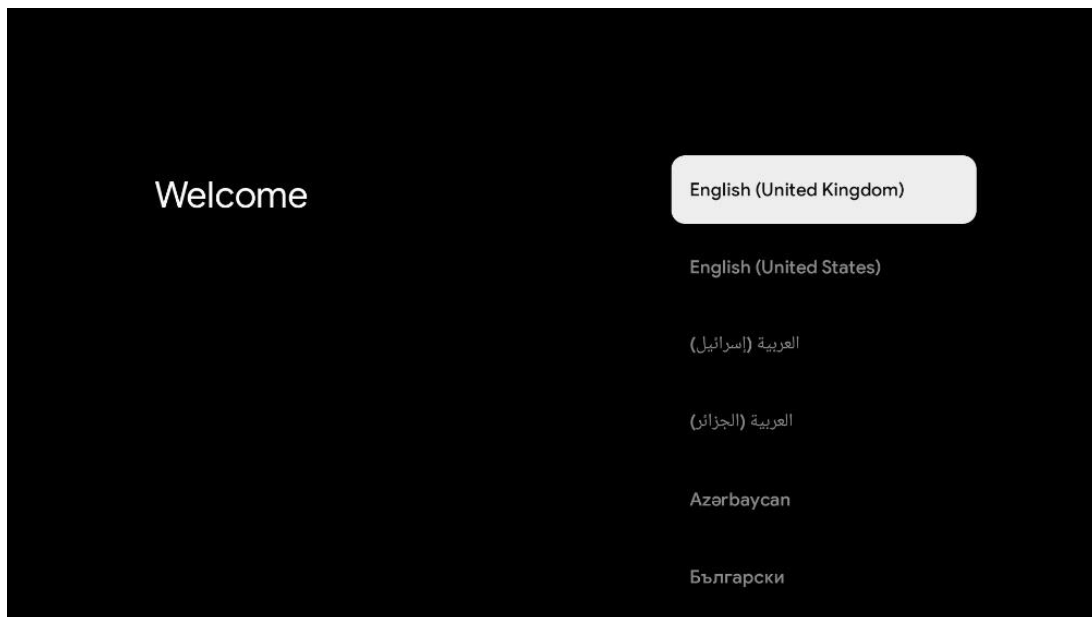 Welcome
English (United Kingdom)
English (United States)
العربية (إسرائيل)
العربية (الجزائر)
Azərbaycan
Български